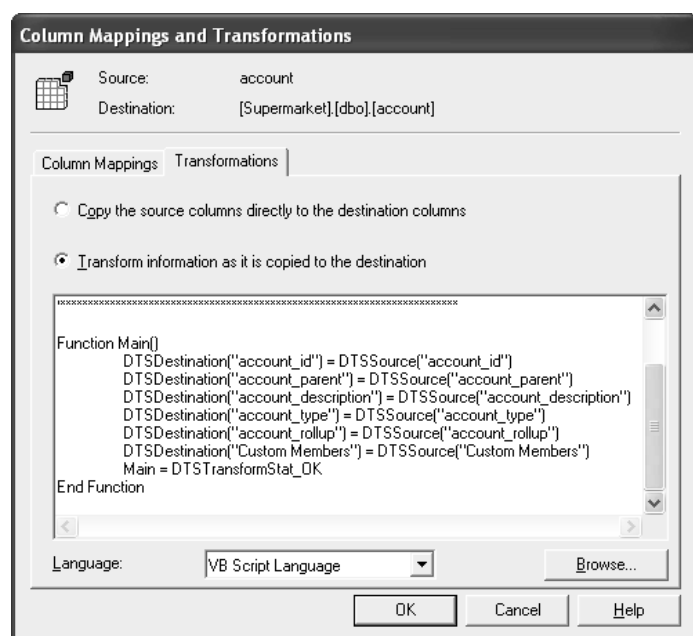 Column Mappings and Transformations
Source: account
Destination: [Supermarket].[dbo].[account]
Column Mappings Transformations
Copy the source columns directly to the destination columns
Transform information as it is copied to the destination
Function Main()
DTSDestination("account_id") = DTSSource("account_id")
DTSDestination("account_parent") = DTSSource("account_parent")
DTSDestination("account_description") = DTSSource("account_description")
DTSDestination("account_type") = DTSSource("account_type")
DTSDestination("account_rollup") = DTSSource("account_rollup")
DTSDestination("Custom Members") = DTSSource("Custom Members")
Main = DTSTransformStat_OK
End Function
Language: VB Script Language Browse...
OK Cancel Help